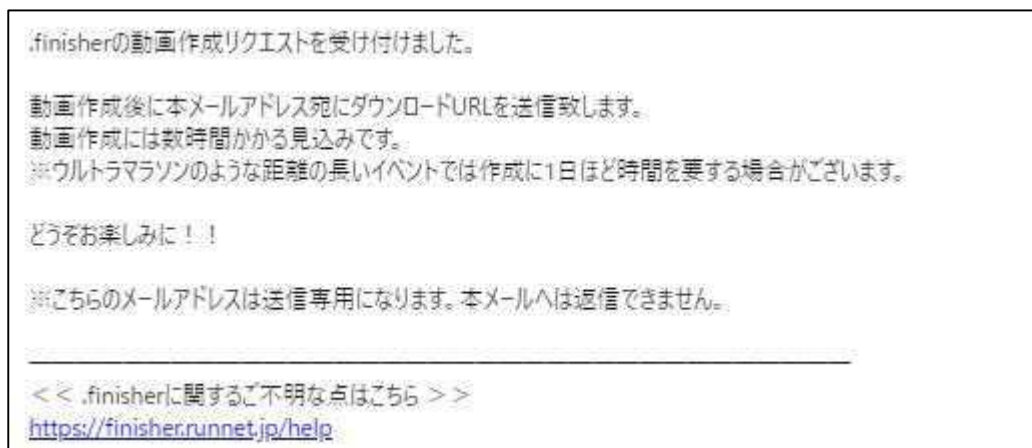 .finisherの動画作成リクエストを受け付けました。
動画作成後に本メールアドレス宛にダウンロードURLを送信致します。
動画作成には数時間かかる見込みです。
※ウルトラマラソンのような距離の長いイベントでは作成に1日ほど時間を要する場合がございます。
どうぞお楽しみに！！
※こちらのメールアドレスは送信専用になります。本メールへは返信できません。
＜＜ .finisherに関するご不明な点はこちら ＞＞
https://finisher.runnet.jp/help